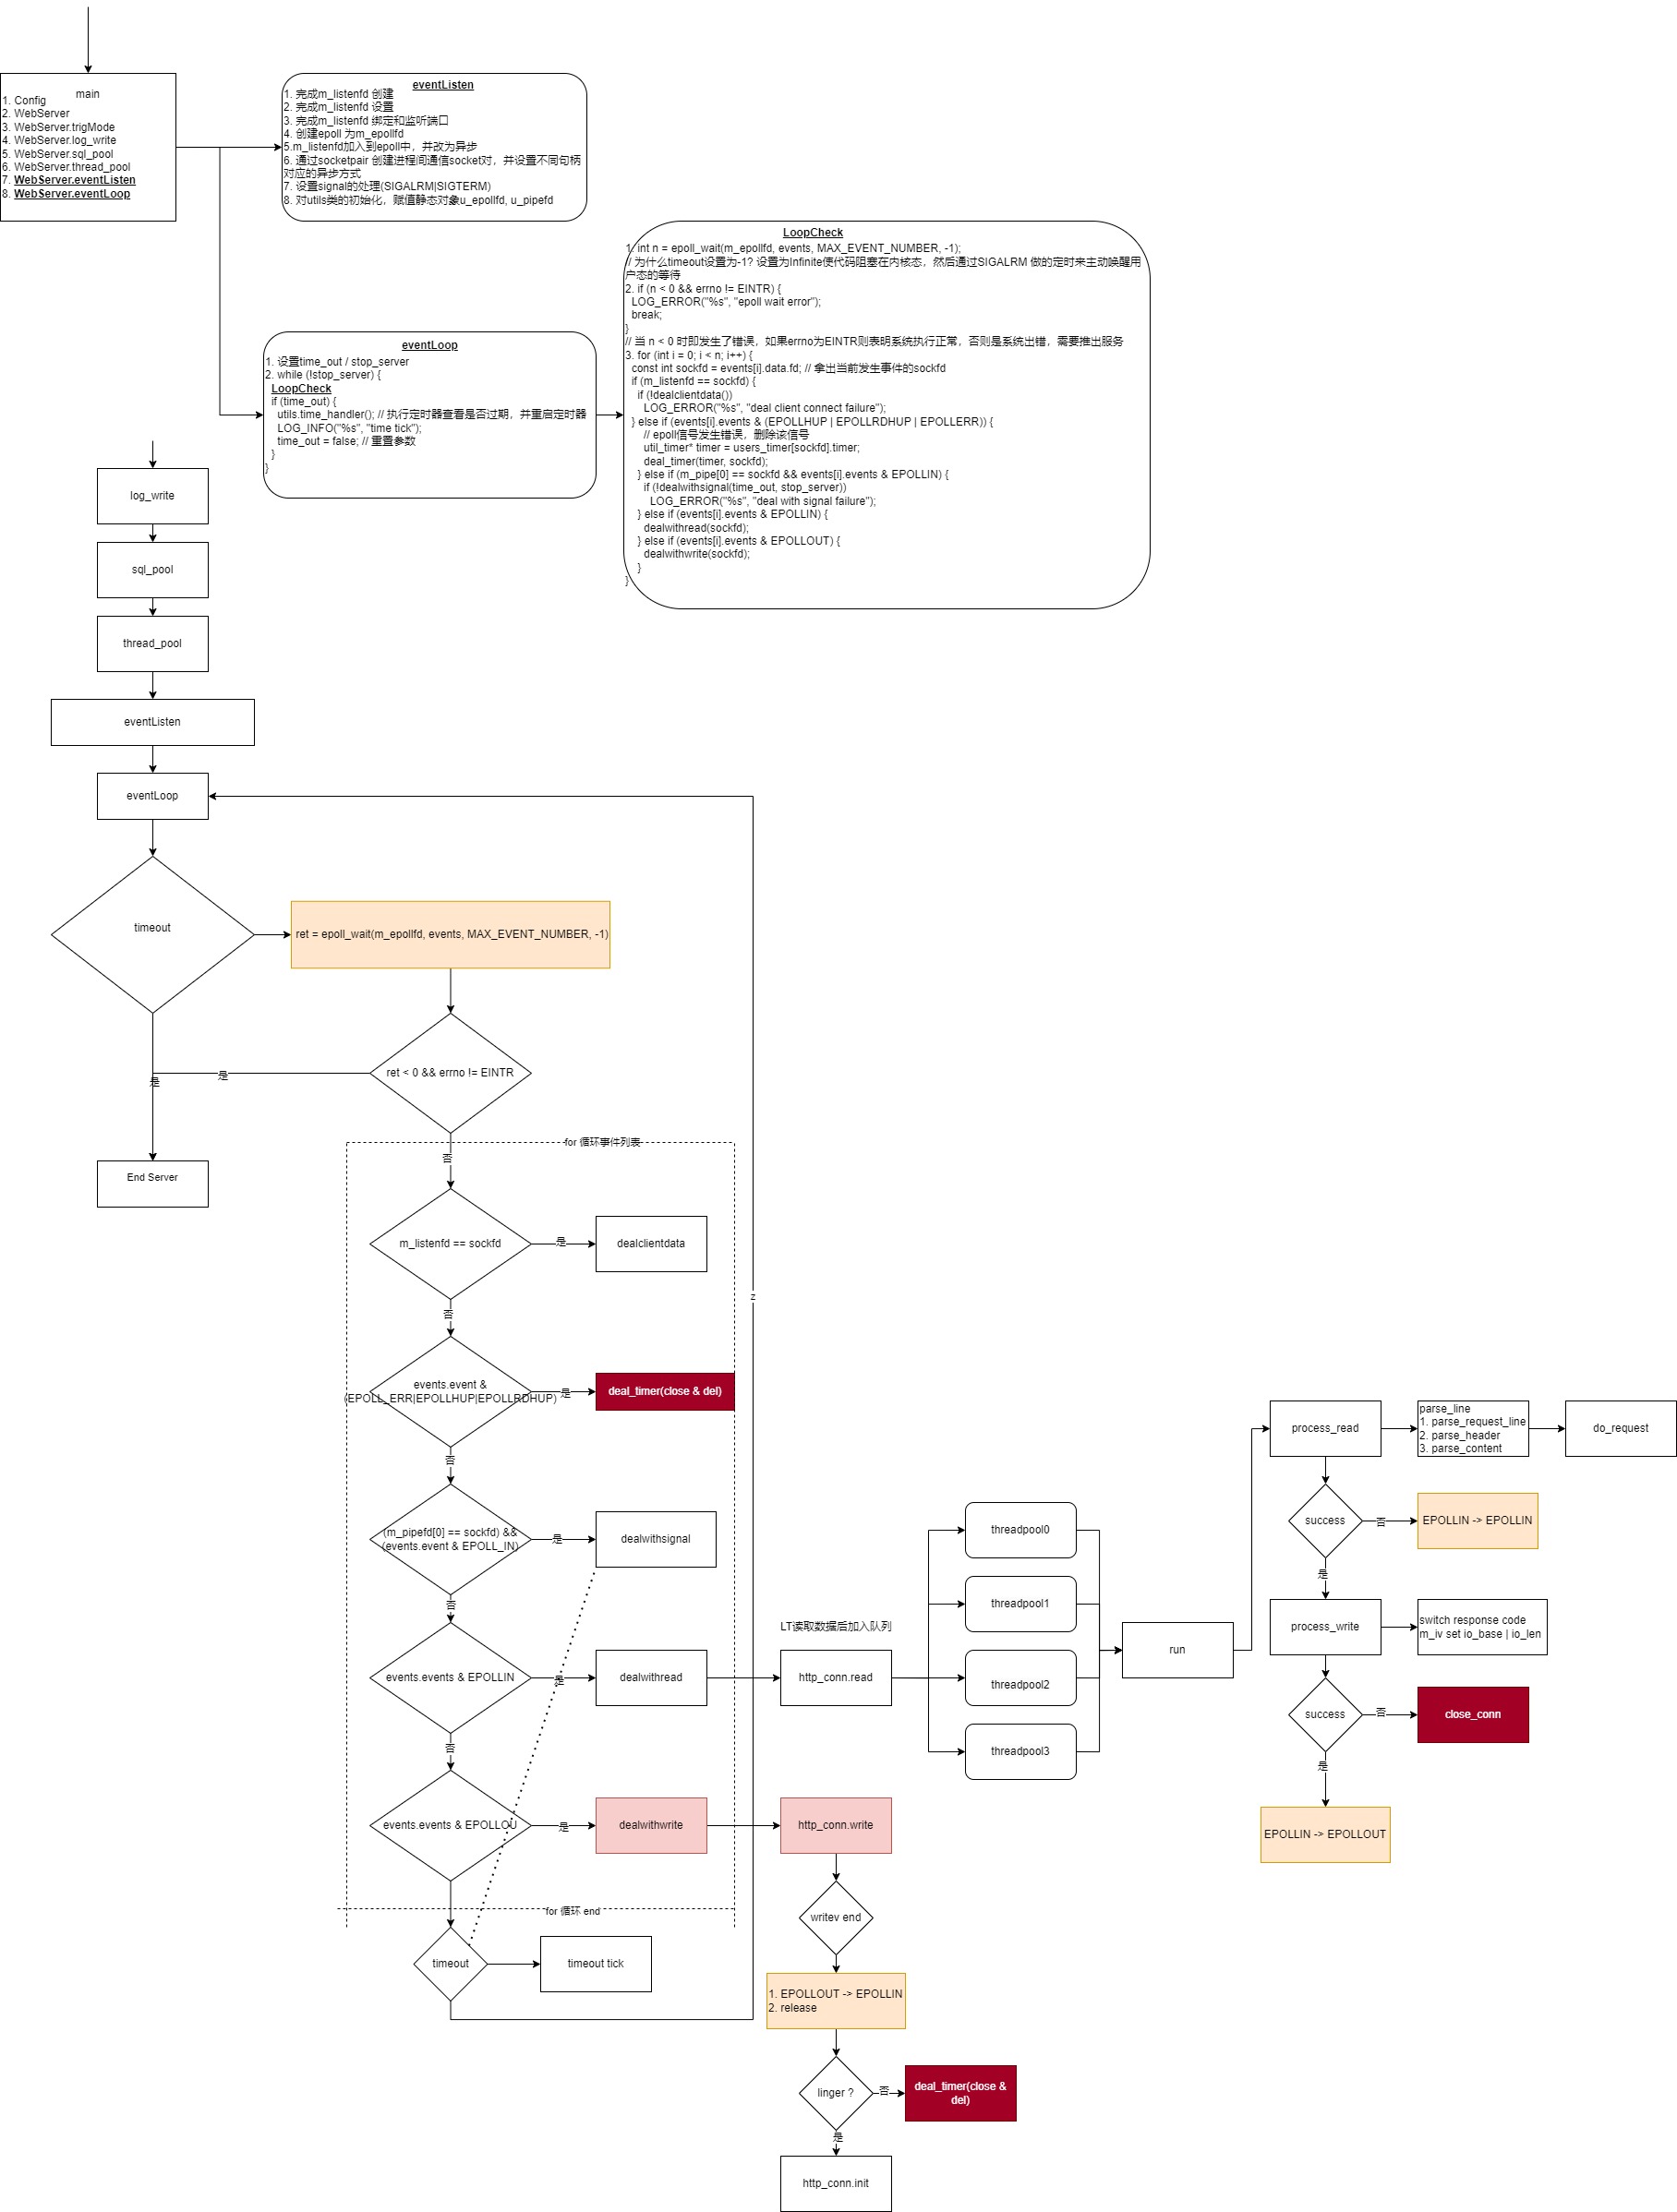 main
1. Config
2. WebServer
3. WebServer.trigMode
4. WebServer.log_write
5. WebServer.sql_pool
6. WebServer.thread_pool
7. WebServer.eventListen
8. WebServer.eventLoop
eventListen
1. 完成m_listenfd 创建
2. 完成m_listenfd 设置
3. 完成m_listenfd 绑定和监听端口
4. 创建epoll 为m_epollfd
5.m_listenfd加入到epoll中，并改为异步
6. 通过socketpair 创建进程间通信socket对，并设置不同句柄
对应的异步方式
7. 设置signal的处理(SIGALRM|SIGTERM)
8. 对utils类的初始化，赋值静态对象u_epollfd, u_pipefd
eventLoop
1. 设置time_out / stop_server
2. while (!stop_server) {
LoopCheck
if (time_out) {
utils.time_handler(); // 执行定时器查看是否过期，并重启定时器
LOG_INFO("%s", "time tick");
time_out = false; // 重置参数
}
}
LoopCheck
1. int n = epoll_wait(m_epollfd, events, MAX_EVENT_NUMBER, -1);
// 为什么timeout设置为-1? 设置为Infinite使代码阻塞在内核态，然后通过SIGALRM 做的定时来主动唤醒用
户态的等待
2. if (n < 0 && errno != EINTR) {
LOG_ERROR("%s", "epoll wait error");
break;
}
// 当 n < 0 时即发生了错误，如果errno为EINTR则表明系统执行正常，否则是系统出错，需要推出服务
3. for (int i = 0; i < n; i++) {
const int sockfd = events[i].data.fd; // 拿出当前发生事件的sockfd
if (m_listenfd == sockfd) {
if (!dealclientdata())
LOG_ERROR("%s", "deal client connect failure");
} else if (events[i].events & (EPOLLHUP | EPOLLRDHUP | EPOLLERR)) {
// epoll信号发生错误，删除该信号
util_timer* timer = users_timer[sockfd].timer;
deal_timer(timer, sockfd);
} else if (m_pipe[0] == sockfd && events[i].events & EPOLLIN) {
if (!dealwithsignal(time_out, stop_server))
LOG_ERROR("%s", "deal with signal failure");
} else if (events[i].events & EPOLLIN) {
dealwithread(sockfd);
} else if (events[i].events & EPOLLOUT) {
dealwithwrite(sockfd);
}
}
log_write
sql_pool
thread_pool
eventListen
eventLoop
timeout
ret = epoll_wait(m_epollfd, events, MAX_EVENT_NUMBER, -1)
ret < 0 && errno != EINTR
是
是
End Server
for 循环事件列表
否
m_listenfd == sockfd
是
dealclientdata
z
否
events.event &
(EPOLL_ERR|EPOLLHUP|EPOLLRDHUP)
是
deal_timer(close & del)
否
(m_pipefd[0] == sockfd) &&
(events.event & EPOLL_IN)
是
dealwithsignal
否
events.events & EPOLLIN
是
dealwithread
LT读取数据后加入队列
http_conn.read
threadpool0
threadpool1
threadpool2
threadpool3
run
process_read
parse_line
1. parse_request_line
2. parse_header
3. parse_content
do_request
success
否
EPOLLIN -> EPOLLIN
是
process_write
switch response code
m_iv set io_base | io_len
success
否
close_conn
是
EPOLLIN -> EPOLLOUT
否
events.events & EPOLLOU
是
dealwithwrite
http_conn.write
for 循环 end
timeout
timeout tick
writev end
1. EPOLLOUT -> EPOLLIN
2. release
linger ?
否
deal_timer(close &
del)
是
http_conn.init